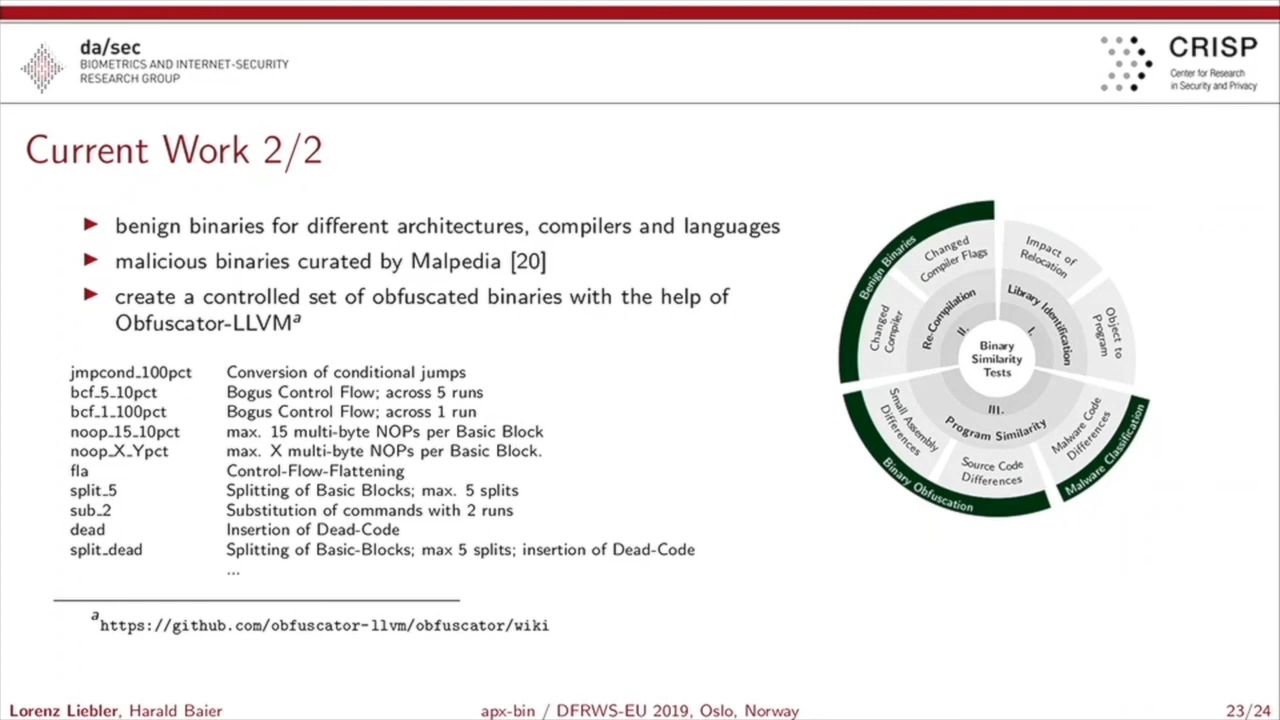 da/sec
BIOMETRICS AND INTERNET-SECURITY
RESEARCH GROUP
CRISP
Center for Research
in Security and Privacy
Current Work 2/2
benign binaries for different architectures, compilers and languages
malicious binaries curated by Malpedia [20]
create a controlled set of obfuscated binaries with the help of
Obfuscator-LLVMa
jmpcond_100pct Conversion of conditional jumps
bcf_5_10pct Bogus Control Flow; across 5 runs
bcf_1_100pct Bogus Control Flow; across 1 run
noop_15_10pct max. 15 multi-byte NOPs per Basic Block
noop_X_Ypct max. X multi-byte NOPs per Basic Block.
fla Control-Flow-Flattening
split_5 Splitting of Basic Blocks; max. 5 splits
sub_2 Substitution of commands with 2 runs
dead Insertion of Dead-Code
split_dead Splitting of Basic-Blocks; max 5 splits; insertion of Dead-Code
...
a https://github.com/obfuscator-llvm/obfuscator/wiki
Benign Binaries
Changed
Compiler Flags
Impact of
Relocation
Changed
Compiler
Re-Compilation
II.
Library Identification
I.
Object to
Program
Binary
Similarity
Tests
III.
Program Similarity
Small Assembly
Differences
Source Code
Differences
Malware Code
Differences
Binary Obfuscation
Malware Classification
Lorenz Liebler, Harald Baier
apx-bin / DFRWS-EU 2019, Oslo, Norway
23/24